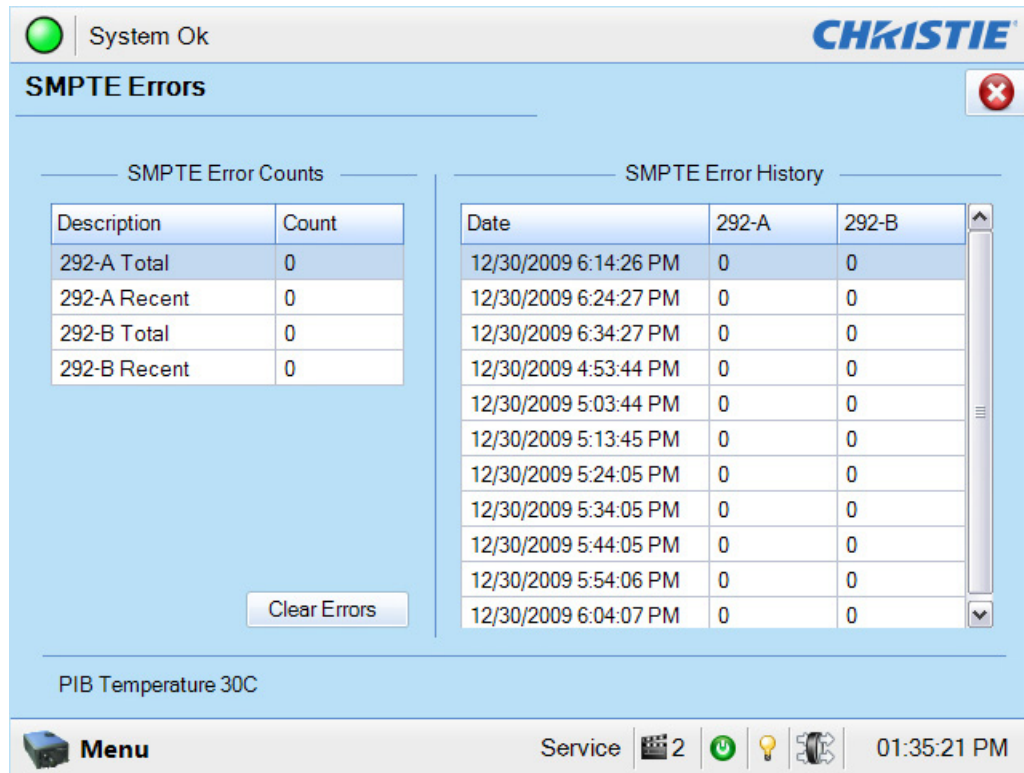 System Ok
CHRISTIE
SMPTE Errors
SMPTE Error Counts
Description Count
292-A Total 0
292-A Recent 0
292-B Total 0
292-B Recent 0
Clear Errors
SMPTE Error History
Date 292-A 292-B
12/30/2009 6:14:26 PM 0 0
12/30/2009 6:24:27 PM 0 0
12/30/2009 6:34:27 PM 0 0
12/30/2009 4:53:44 PM 0 0
12/30/2009 5:03:44 PM 0 0
12/30/2009 5:13:45 PM 0 0
12/30/2009 5:24:05 PM 0 0
12/30/2009 5:34:05 PM 0 0
12/30/2009 5:44:05 PM 0 0
12/30/2009 5:54:06 PM 0 0
12/30/2009 6:04:07 PM 0 0
PIB Temperature 30C
Menu Service 2 01:35:21 PM